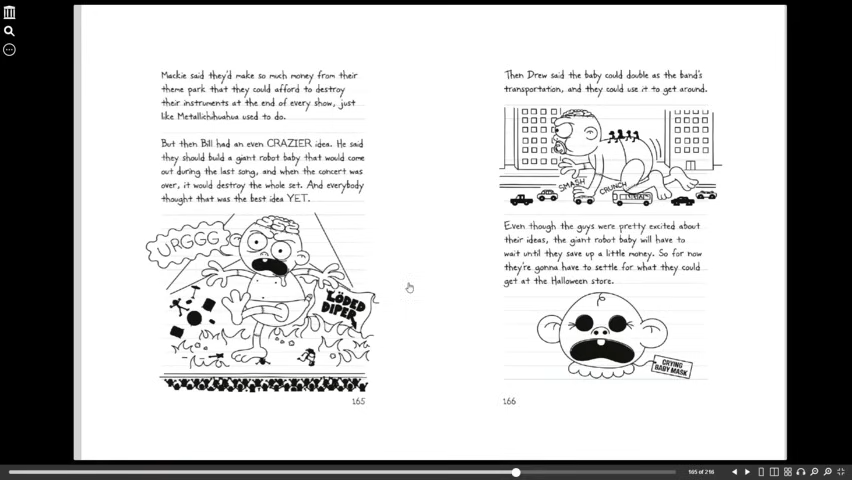 Mackie said they'd make so much money from their
theme park that they could afford to destroy
their instruments at the end of every show, just
like Metallichihuahua used to do.
But then Bill had an even CRAZIER idea. He said
they should build a giant robot baby that would come
out during the last song, and when the concert was
over, it would destroy the whole set. And everybody
thought that was the best idea YET.
URGGG
LÖDED
DIPER
165
Then Drew said the baby could double as the band's
transportation, and they could use it to get around.
SMASH
CRUNCH
Even though the guys were pretty excited about
their ideas, the giant robot baby will have to
wait until they save up a little money. So for now
they're gonna have to settle for what they could
get at the Halloween store.
CRYING
BABY MASK
166
165 of 216